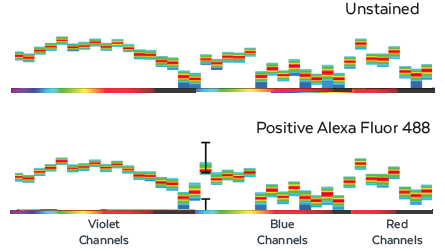 Unstained
Positive Alexa Fluor 488
Violet
Channels
Blue
Channels
Red
Channels